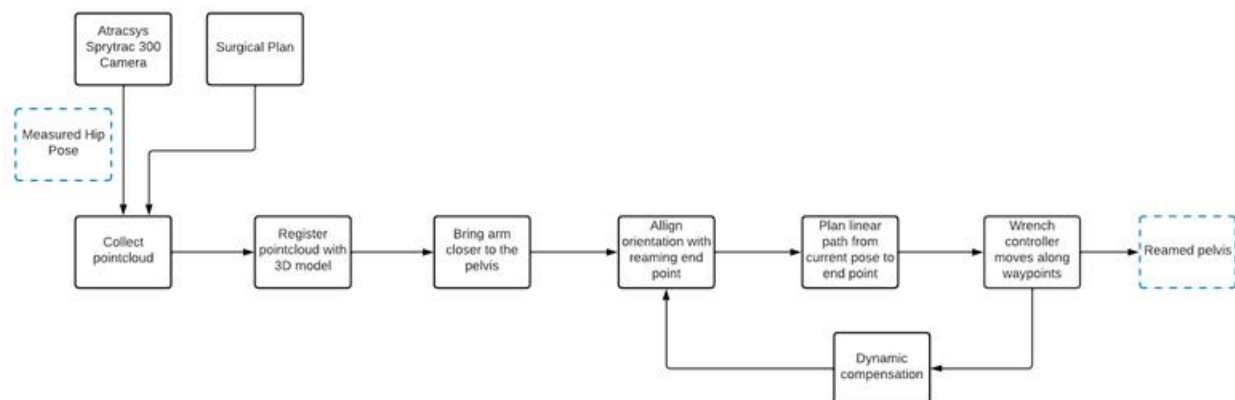 Atracsys
Sprytrac 300
Camera
Surgical Plan
Measured Hip
Pose
Collect
pointcloud
Register
pointcloud with
3D model
Bring arm
closer to the
pelvis
Allign
orientation with
reaming end
point
Plan linear
path from
current pose to
end point
Wrench
controller
moves along
waypoints
Reamed pelvis
Dynamic
compensation